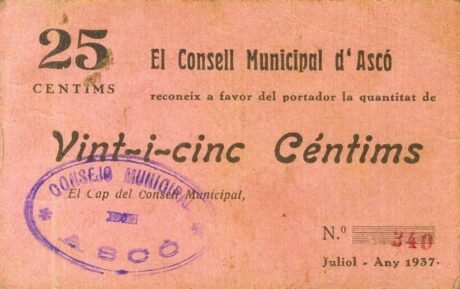 25
CENTIMS
El Consell Municipal d'Ascó
reconeix a favor del portador la quantitat de
Vint-i-cinc Céntims
El Cap del Consell Municipal,
CONSEJO MUNICIPAL
ASCÓ
N.º 340
Juliol - Any 1937